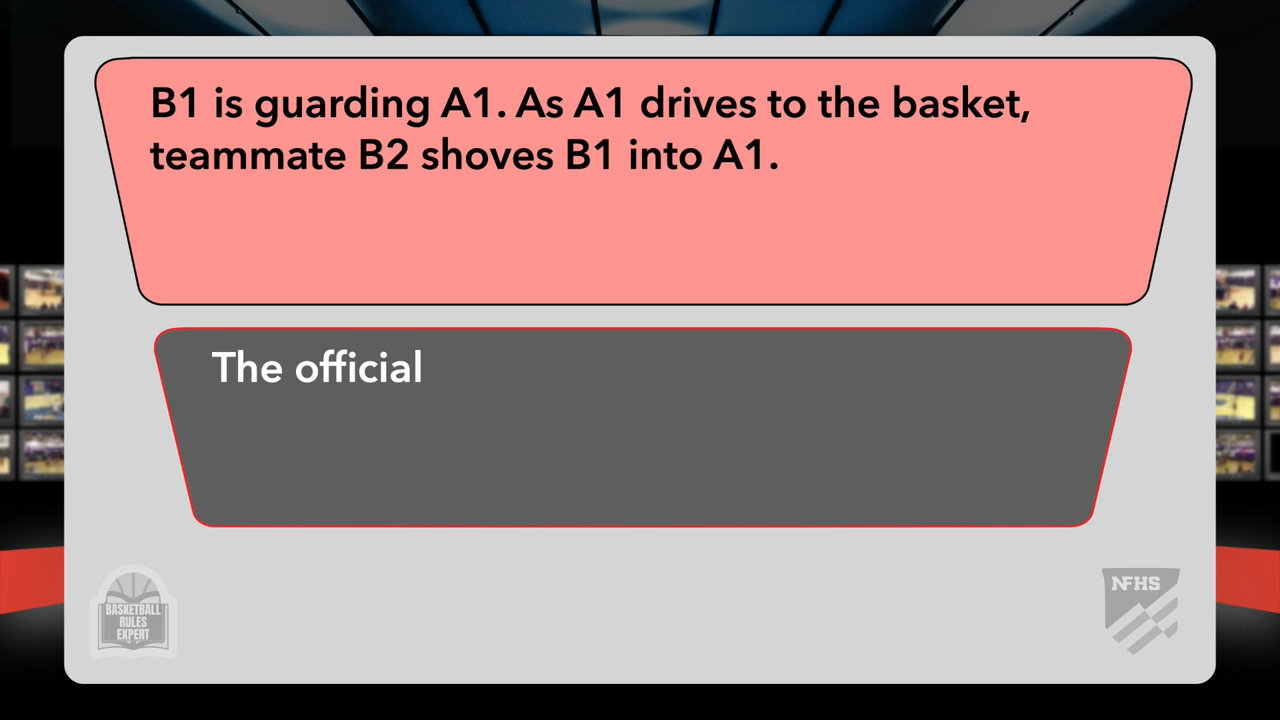 B1 is guarding A1. As A1 drives to the basket,
teammate B2 shoves B1 into A1.
The official
BASKETBALL
RULES
EXPERT
NFHS